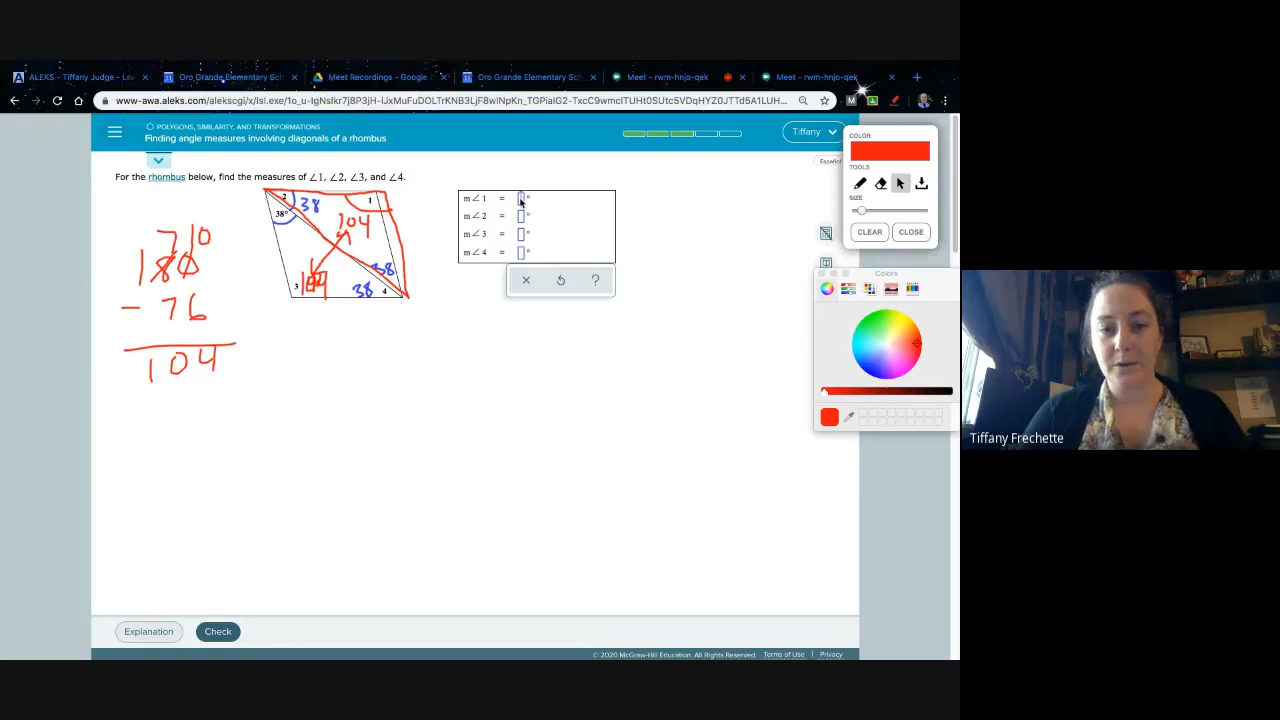 ALEKS - Tiffany Judge - Le
Oro Grande Elementary Sch
Meet Recordings - Google D
Oro Grande Elementary Sch
Meet - rwm-hnjo-qek
Meet - rwm-hnjo-qek
POLYGONS, SIMILARITY, AND TRANSFORMATIONS
Finding angle measures involving diagonals of a rhombus
Tiffany
Español
For the rhombus below, find the measures of ∠1, ∠2, ∠3, and ∠4.
2
38
1
38°
104
38
3
104
38
4
7 10
180
- 76
104
m∠ 1 = °
m∠ 2 = °
m∠ 3 = °
m∠ 4 = °
× ?
COLOR
TOOLS
SIZE
CLEAR
CLOSE
Colors
Tiffany Frechette
Explanation
Check
© 2020 McGraw-Hill Education. All Rights Reserved.
Terms of Use
Privacy